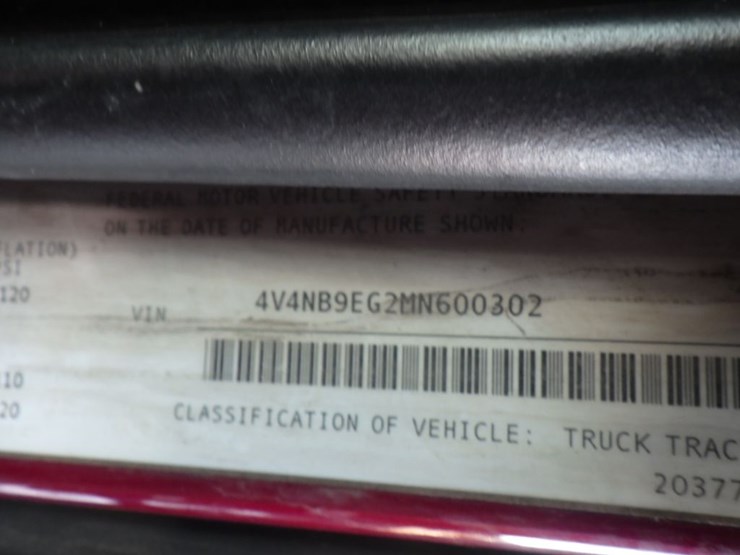 FEDERAL MOTOR VEHICLE SAFETY
ON THE DATE OF MANUFACTURE SHOWN.
LATION)
PSI
120
VIN 4V4NB9EG2MN600302
10
20
CLASSIFICATION OF VEHICLE: TRUCK TRAC
20377